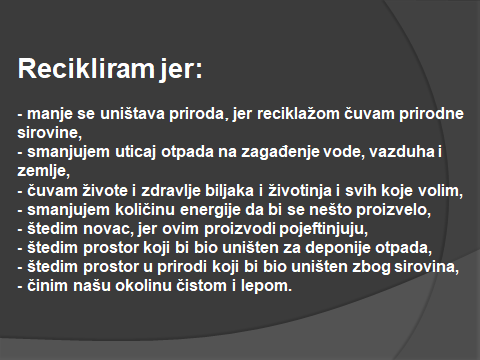 Recikliram jer:
- manje se uništava priroda, jer reciklažom čuvam prirodne
sirovine,
- smanjujem uticaj otpada na zagađenje vode, vazduha i
zemlje,
- čuvam živote i zdravlje biljaka i životinja i svih koje volim,
- smanjujem količinu energije da bi se nešto proizvelo,
- štedim novac, jer ovim proizvodi pojeftinjuju,
- štedim prostor koji bi bio uništen za deponije otpada,
- štedim prostor u prirodi koji bi bio uništen zbog sirovina,
- činim našu okolinu čistom i lepom.